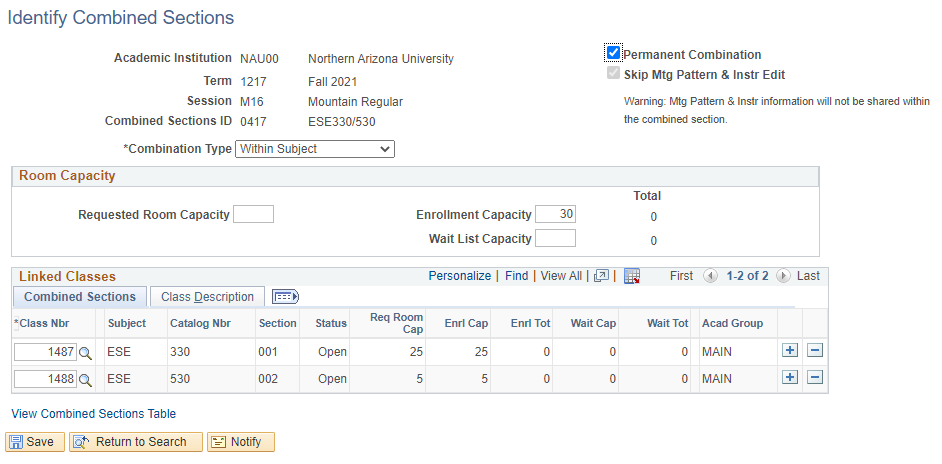 Identify Combined Sections
Academic Institution NAU00 Northern Arizona University
Permanent Combination
Term 1217 Fall 2021
Skip Mtg Pattern & Instr Edit
Session M16 Mountain Regular
Warning: Mtg Pattern & Instr information will not be shared within
the combined section.
Combined Sections ID 0417 ESE330/530
*Combination Type Within Subject
Room Capacity
Total
Requested Room Capacity Enrollment Capacity 30 0
Wait List Capacity 0
Linked Classes Personalize | Find | View All | | First 1-2 of 2 Last
Combined Sections Class Description
*Class Nbr Subject Catalog Nbr Section Status Req Room Cap Enrl Cap Enrl Tot Wait Cap Wait Tot Acad Group
1487 ESE 330 001 Open 25 25 0 0 0 MAIN + −
1488 ESE 530 002 Open 5 5 0 0 0 MAIN + −
View Combined Sections Table
Save Return to Search Notify